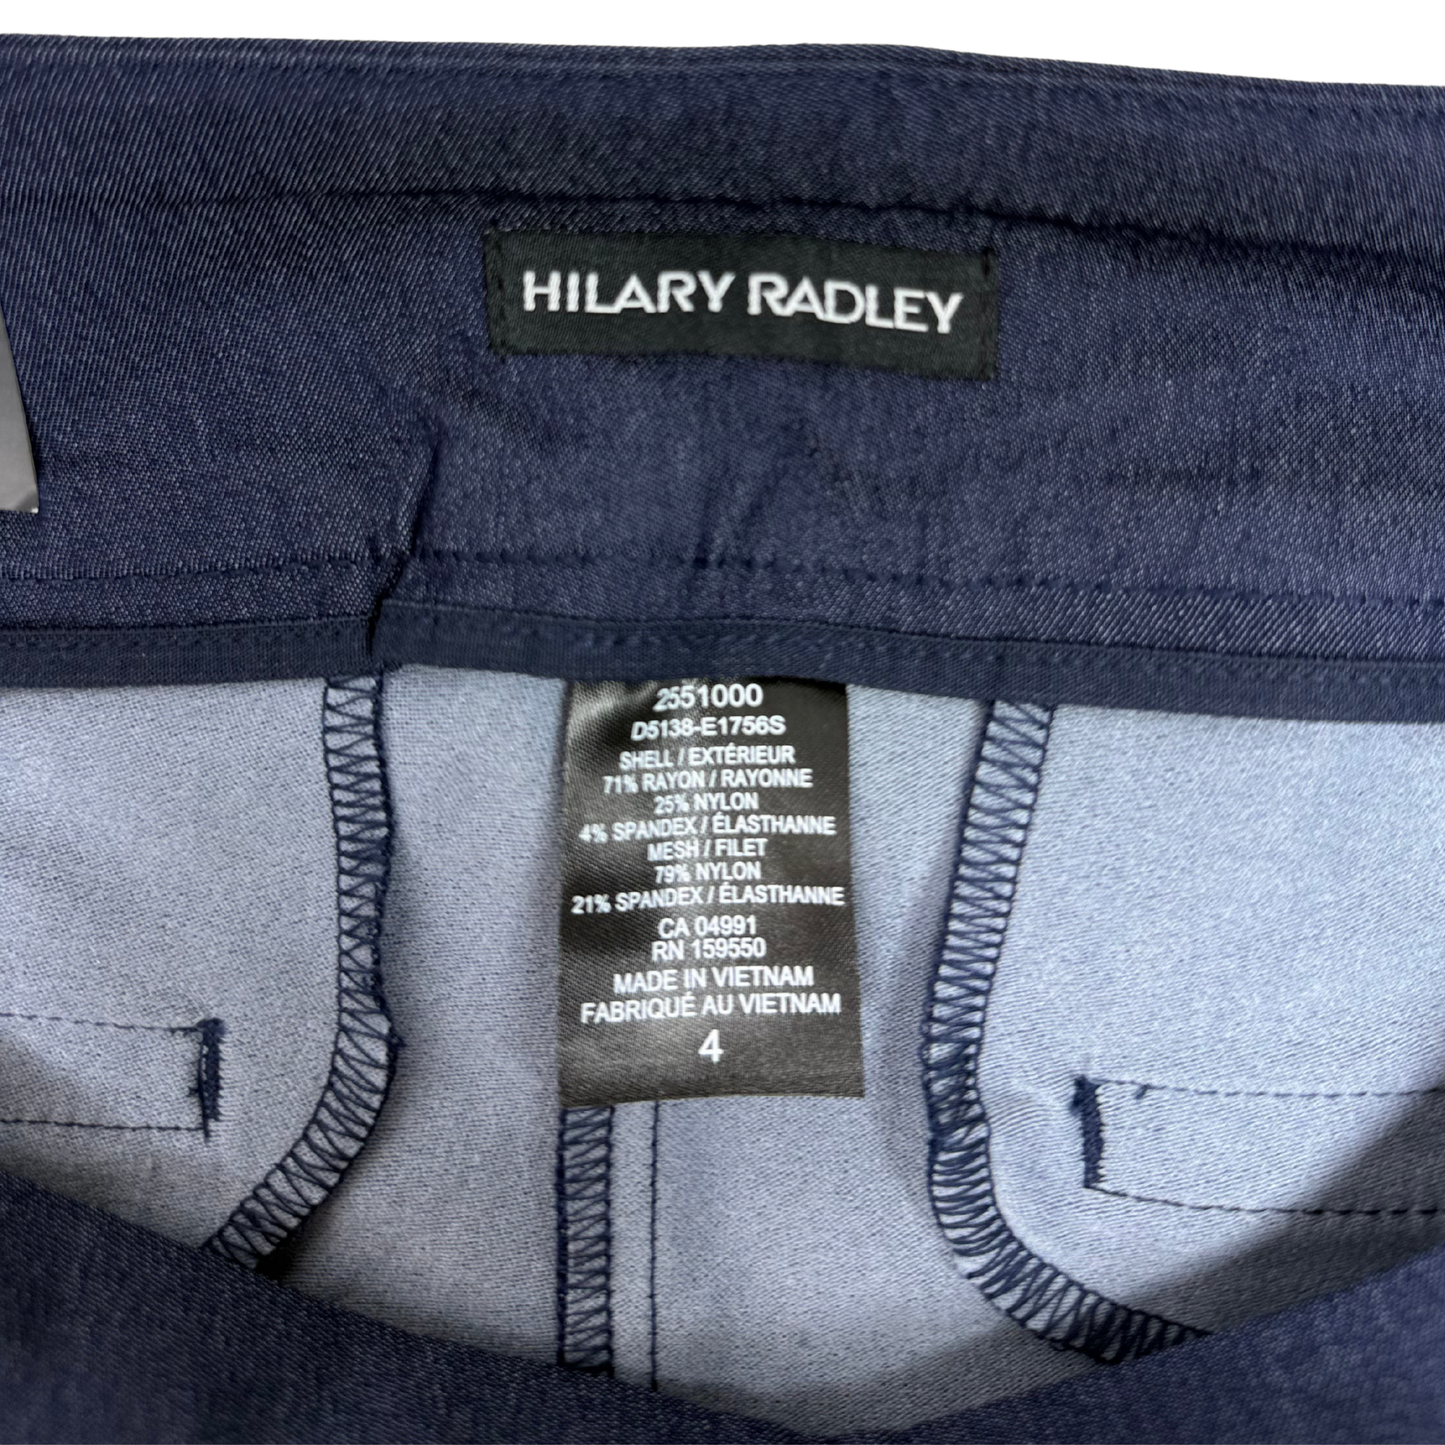 HILARY RADLEY
2551000
D5138-E1756S
SHELL / EXTÉRIEUR
71% RAYON / RAYONNE
25% NYLON
4% SPANDEX / ÉLASTHANNE
MESH / FILET
79% NYLON
21% SPANDEX / ÉLASTHANNE
CA 04991
RN 159550
MADE IN VIETNAM
FABRIQUÉ AU VIETNAM
4